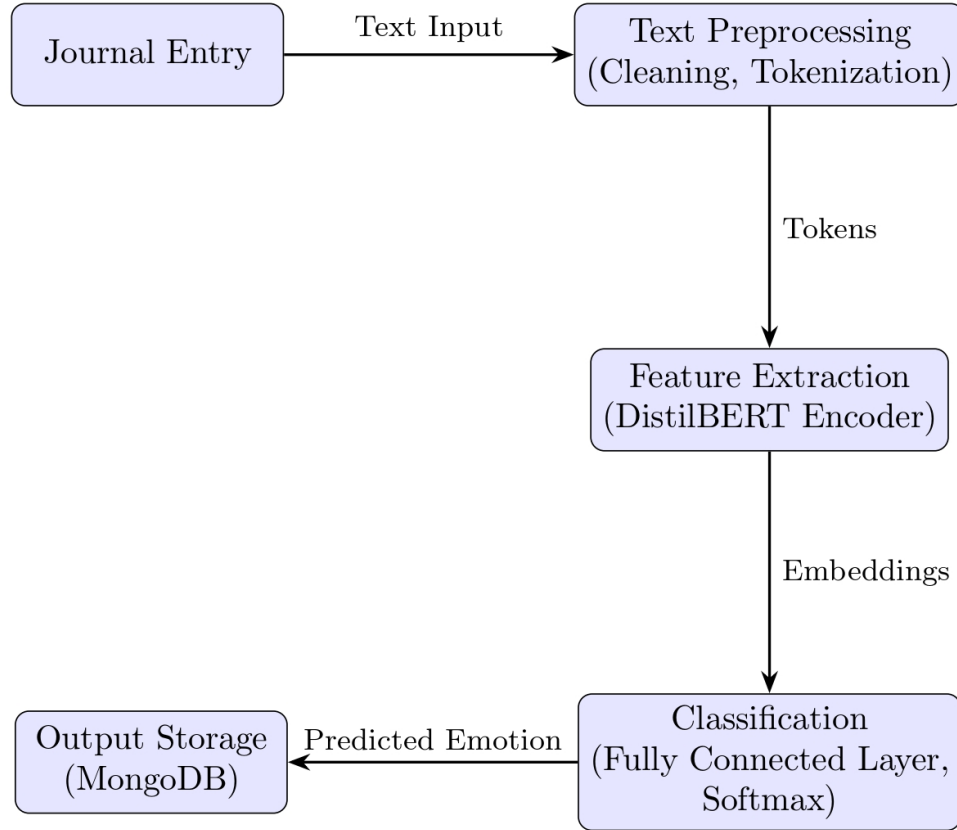 Journal Entry
Text Input
Text Preprocessing
(Cleaning, Tokenization)
Tokens
Feature Extraction
(DistilBERT Encoder)
Embeddings
Classification
(Fully Connected Layer,
Softmax)
Predicted Emotion
Output Storage
(MongoDB)